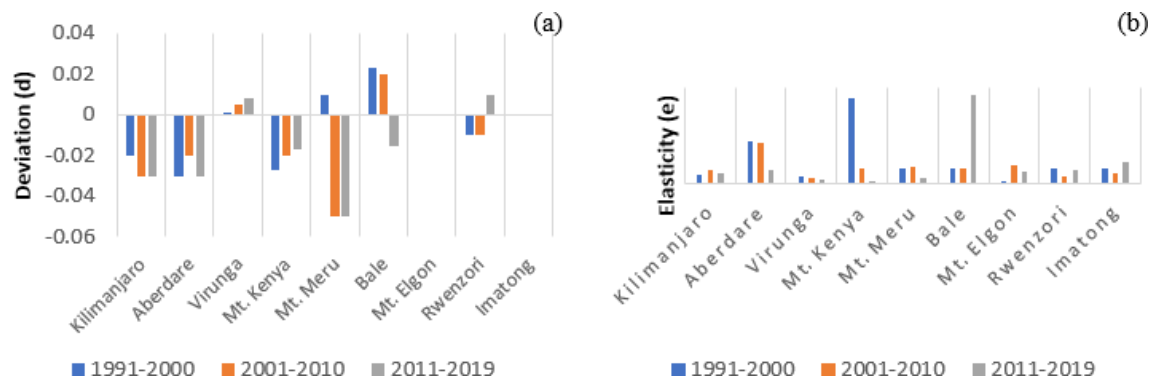 (a)
0.04
0.02
0
-0.02
-0.04
-0.06
Deviation (d)
Kilimanjaro
Aberdare
Virunga
Mt. Kenya
Mt. Meru
Bale
Mt. Elgon
Rwenzori
Imatong
1991-2000 2001-2010 2011-2019
(b)
Elasticity (e)
Kilimanjaro
Aberdare
Virunga
Mt. Kenya
Mt. Meru
Bale
Mt. Elgon
Rwenzori
Imatong
1991-2000 2001-2010 2011-2019